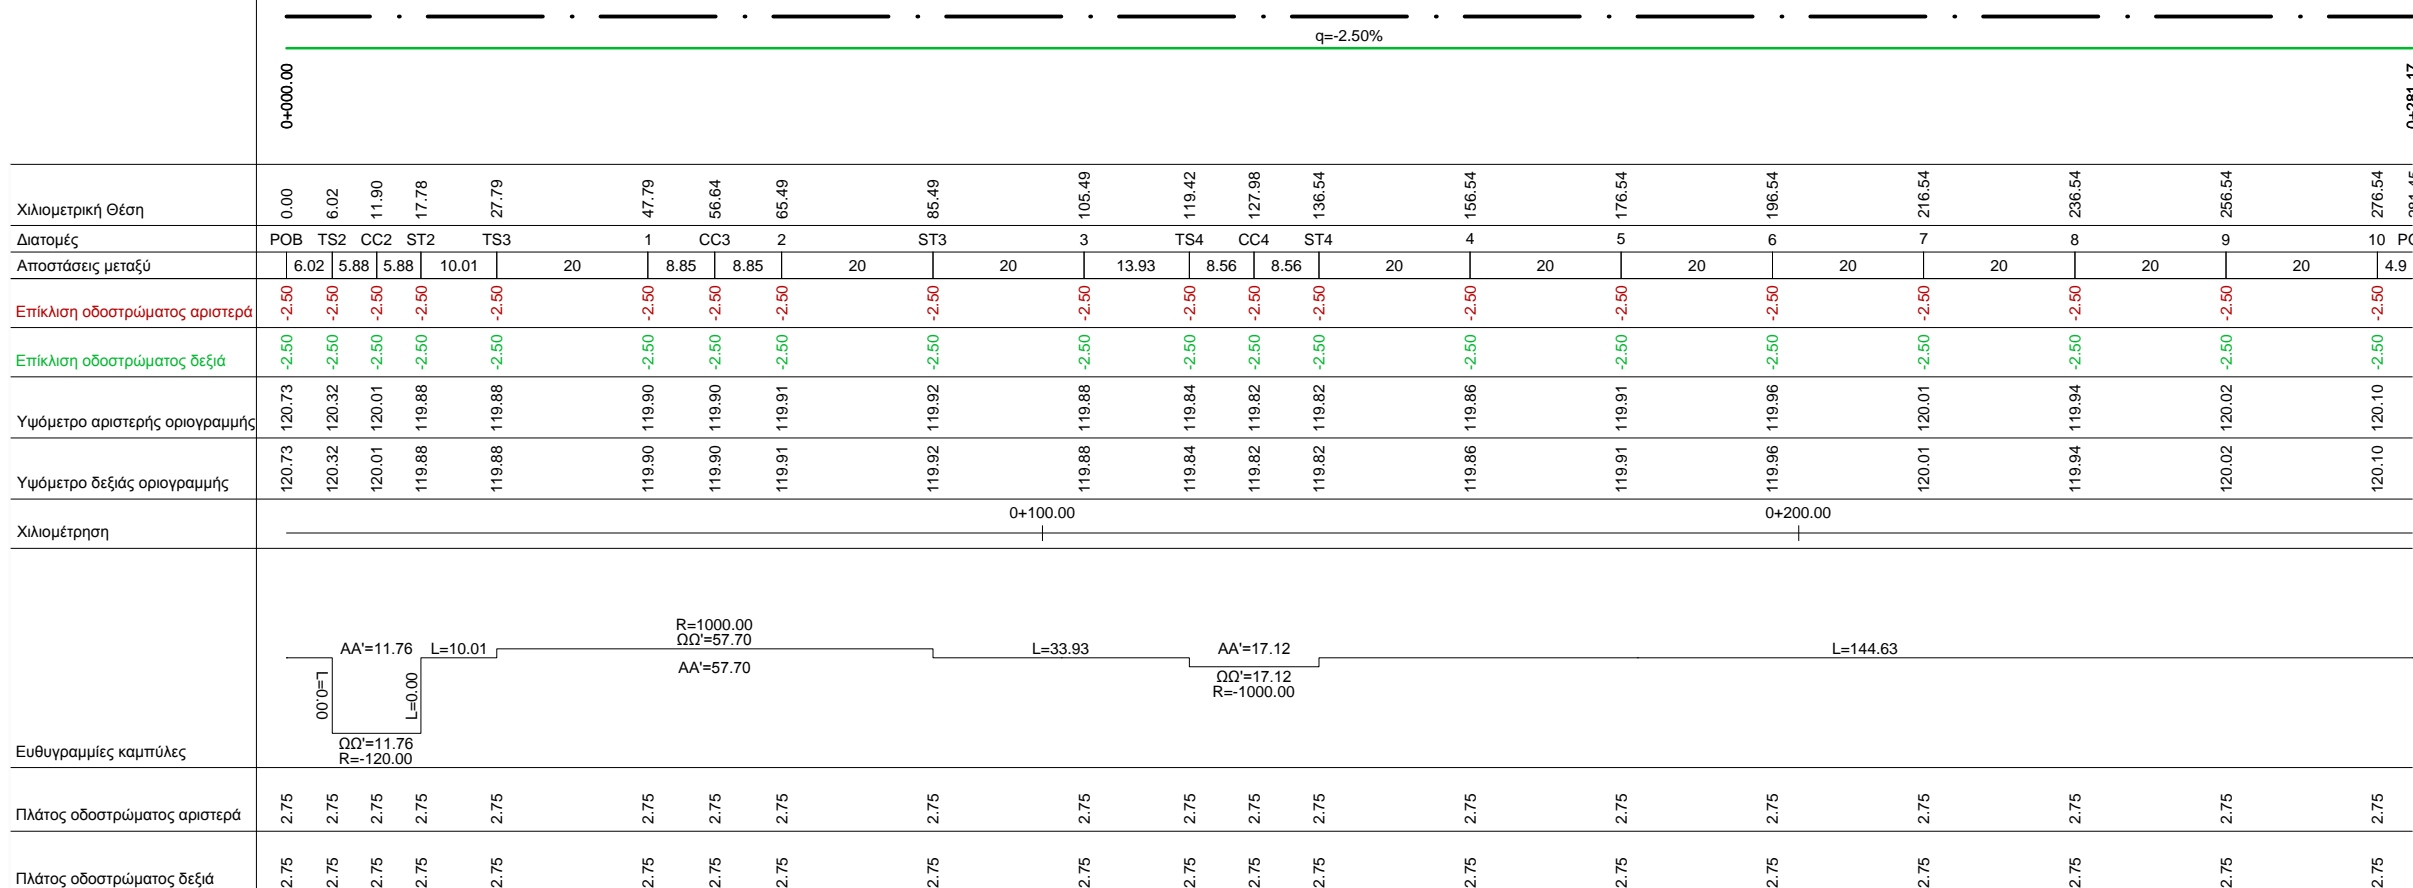 q=-2.50%
0+000.00
Χιλιομετρική Θέση 0.00 6.02 11.90 17.78 27.79 47.79 56.64 65.49 85.49 105.49 119.42 127.98 136.54 156.54 176.54 196.54 216.54 236.54 256.54 276.54
Διατομές POB TS2 CC2 ST2 TS3 1 CC3 2 ST3 3 TS4 CC4 ST4 4 5 6 7 8 9 10
Αποστάσεις μεταξύ 6.02 5.88 5.88 10.01 20 8.85 8.85 20 20 13.93 8.56 8.56 20 20 20 20 20 20 20 4.9
Επίκλιση οδοστρώματος αριστερά -2.50 -2.50 -2.50 -2.50 -2.50 -2.50 -2.50 -2.50 -2.50 -2.50 -2.50 -2.50 -2.50 -2.50 -2.50 -2.50 -2.50 -2.50 -2.50 -2.50
Επίκλιση οδοστρώματος δεξιά -2.50 -2.50 -2.50 -2.50 -2.50 -2.50 -2.50 -2.50 -2.50 -2.50 -2.50 -2.50 -2.50 -2.50 -2.50 -2.50 -2.50 -2.50 -2.50 -2.50
Υψόμετρο αριστερής οριογραμμής 120.73 120.32 120.01 119.88 119.88 119.90 119.90 119.91 119.92 119.88 119.84 119.82 119.82 119.86 119.91 119.96 120.01 119.94 120.02 120.10
Υψόμετρο δεξιάς οριογραμμής 120.73 120.32 120.01 119.88 119.88 119.90 119.90 119.91 119.92 119.88 119.84 119.82 119.82 119.86 119.91 119.96 120.01 119.94 120.02 120.10
0+100.00 0+200.00
Χιλιομέτρηση
R=1000.00
ΩΩ'=57.70
ΑΑ'=11.76 L=10.01 L=33.93 ΑΑ'=17.12 L=144.63
ΑΑ'=57.70
L=0.00 L=0.00
ΩΩ'=17.12
R=-1000.00
ΩΩ'=11.76
Ευθυγραμμίες καμπύλες
R=-120.00
Πλάτος οδοστρώματος αριστερά 2.75 2.75 2.75 2.75 2.75 2.75 2.75 2.75 2.75 2.75 2.75 2.75 2.75 2.75 2.75 2.75 2.75 2.75 2.75 2.75
Πλάτος οδοστρώματος δεξιά 2.75 2.75 2.75 2.75 2.75 2.75 2.75 2.75 2.75 2.75 2.75 2.75 2.75 2.75 2.75 2.75 2.75 2.75 2.75 2.75